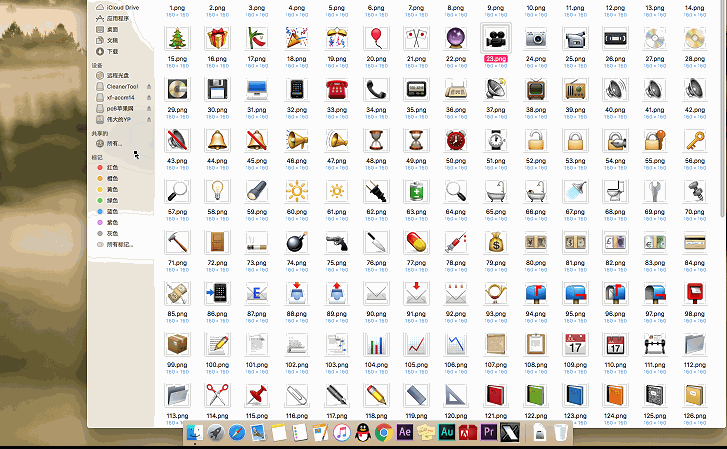 iCloud Drive
应用程序
桌面
文稿
下载
设备
远程光盘
CleanerTool
xf-accm14
pc6苹果网
伟大的YP
共享的
所有...
标记
红色
橙色
黄色
绿色
蓝色
紫色
灰色
所有标记...
1.png 2.png 3.png 4.png 5.png 6.png 7.png 8.png 9.png 10.png 11.png 12.png 13.png 14.png
160 × 160 160 × 160 160 × 160 160 × 160 160 × 160 160 × 160 160 × 160 160 × 160 160 × 160 160 × 160 160 × 160 160 × 160 160 × 160 160 × 160
15.png 16.png 17.png 18.png 19.png 20.png 21.png 22.png 23.png 24.png 25.png 26.png 27.png 28.png
160 × 160 160 × 160 160 × 160 160 × 160 160 × 160 160 × 160 160 × 160 160 × 160 160 × 160 160 × 160 160 × 160 160 × 160 160 × 160 160 × 160
29.png 30.png 31.png 32.png 33.png 34.png 35.png 36.png 37.png 38.png 39.png 40.png 41.png 42.png
160 × 160 160 × 160 160 × 160 160 × 160 160 × 160 160 × 160 160 × 160 160 × 160 160 × 160 160 × 160 160 × 160 160 × 160 160 × 160 160 × 160
43.png 44.png 45.png 46.png 47.png 48.png 49.png 50.png 51.png 52.png 53.png 54.png 55.png 56.png
160 × 160 160 × 160 160 × 160 160 × 160 160 × 160 160 × 160 160 × 160 160 × 160 160 × 160 160 × 160 160 × 160 160 × 160 160 × 160 160 × 160
57.png 58.png 59.png 60.png 61.png 62.png 63.png 64.png 65.png 66.png 67.png 68.png 69.png 70.png
160 × 160 160 × 160 160 × 160 160 × 160 160 × 160 160 × 160 160 × 160 160 × 160 160 × 160 160 × 160 160 × 160 160 × 160 160 × 160 160 × 160
71.png 72.png 73.png 74.png 75.png 76.png 77.png 78.png 79.png 80.png 81.png 82.png 83.png 84.png
160 × 160 160 × 160 160 × 160 160 × 160 160 × 160 160 × 160 160 × 160 160 × 160 160 × 160 160 × 160 160 × 160 160 × 160 160 × 160 160 × 160
85.png 86.png 87.png 88.png 89.png 90.png 91.png 92.png 93.png 94.png 95.png 96.png 97.png 98.png
160 × 160 160 × 160 160 × 160 160 × 160 160 × 160 160 × 160 160 × 160 160 × 160 160 × 160 160 × 160 160 × 160 160 × 160 160 × 160 160 × 160
17 17
99.png 100.png 101.png 102.png 103.png 104.png 105.png 106.png 107.png 108.png 109.png 110.png 111.png 112.png
160 × 160 160 × 160 160 × 160 160 × 160 160 × 160 160 × 160 160 × 160 160 × 160 160 × 160 160 × 160 160 × 160 160 × 160 160 × 160 160 × 160
113.png 114.png 115.png 116.png 117.png 118.png 119.png 120.png 121.png 122.png 123.png 124.png 125.png 126.png
Ae Au Pr